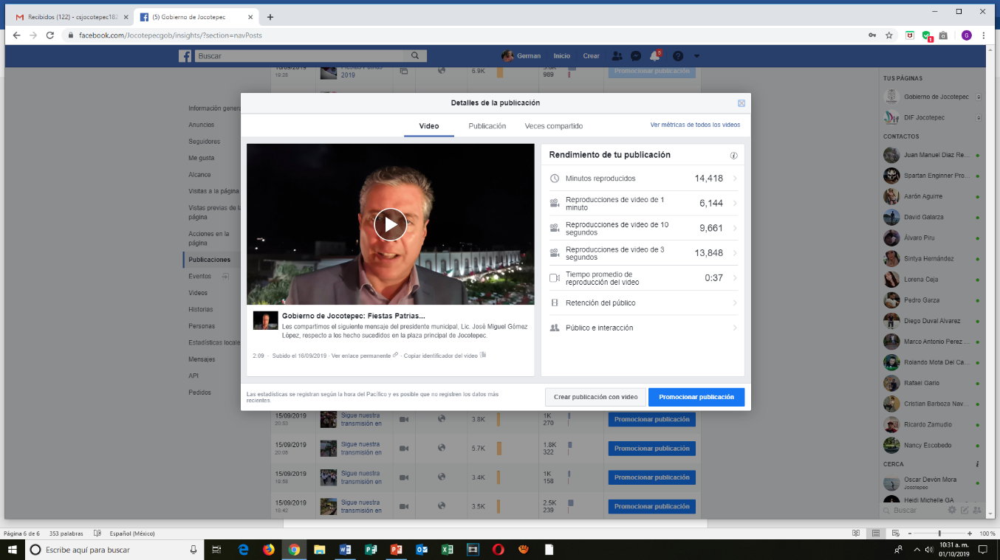 Recibidos (122) - csjocotepec182
(5) Gobierno de Jocotepec
facebook.com/Jocotepecgob/insights/?section=navPosts
G
1
Buscar
German
Inicio
Crear
TUS PÁGINAS
Gobierno de Jocotepec
DIF Jocotepec
CONTACTOS
Juan Manuel Diaz Re...
Spartan Enginner Pro...
Aarón Aguirre
David Galarza
Álvaro Piru
Sintya Hernández
Lorena Ceja
Pedro Garza
Diego Duval Alvarez
Marco Antonio Perez ...
Rolando Mota Del Ca...
Rafael Gario
Cristian Barboza Nav...
Ricardo Zamudio
Nancy Escobedo
CERCA
Oscar Devón Mora
Jocotepec
Heidi Michelle GA
Buscar
Información genera
Anuncios
Seguidores
Me gusta
Alcance
Visitas a la página
Vistas previas de la
página
Acciones en la
página
Publicaciones
Eventos
Videos
Historias
Personas
Estadísticas locale
Mensajes
API
Pedidos
19:28
Fiestas Patrias
2019
6.9K
989
Promocionar publicación
Detalles de la publicación
Video
Publicación
Veces compartido
Ver métricas de todos los videos
Gobierno de Jocotepec: Fiestas Patrias...
Les compartimos el siguiente mensaje del presidente municipal, Lic. José Miguel Gómez
López, respecto a los hecho sucedidos en la plaza principal de Jocotepec.
2:09 · Subido el 16/09/2019 · Ver enlace permanente · Copiar identificador del video
Rendimiento de tu publicación
Minutos reproducidos 14,418
Reproducciones de video de 1
minuto 6,144
Reproducciones de video de 10
segundos 9,661
Reproducciones de video de 3
segundos 13,848
Tiempo promedio de
reproducción del video 0:37
Retención del público
Público e interacción
Las estadísticas se registran según la hora del Pacífico y es posible que no registren los datos más
recientes.
Crear publicación con video
Promocionar publicación
15/09/2019
20:53
Sigue nuestra
transmisión en
3.8K
1K
270
Promocionar publicación
15/09/2019
20:08
Sigue nuestra
transmisión en
5.7K
1.8K
322
Promocionar publicación
15/09/2019
19:58
Sigue nuestra
transmisión en
3.4K
1K
158
Promocionar publicación
15/09/2019
18:42
Sigue nuestra
transmisión en
3.5K
2.5K
239
Promocionar publicación
Página 6 de 6
353 palabras
Español (México)
100 %
Escribe aquí para buscar
10:31 a. m.
01/10/2019